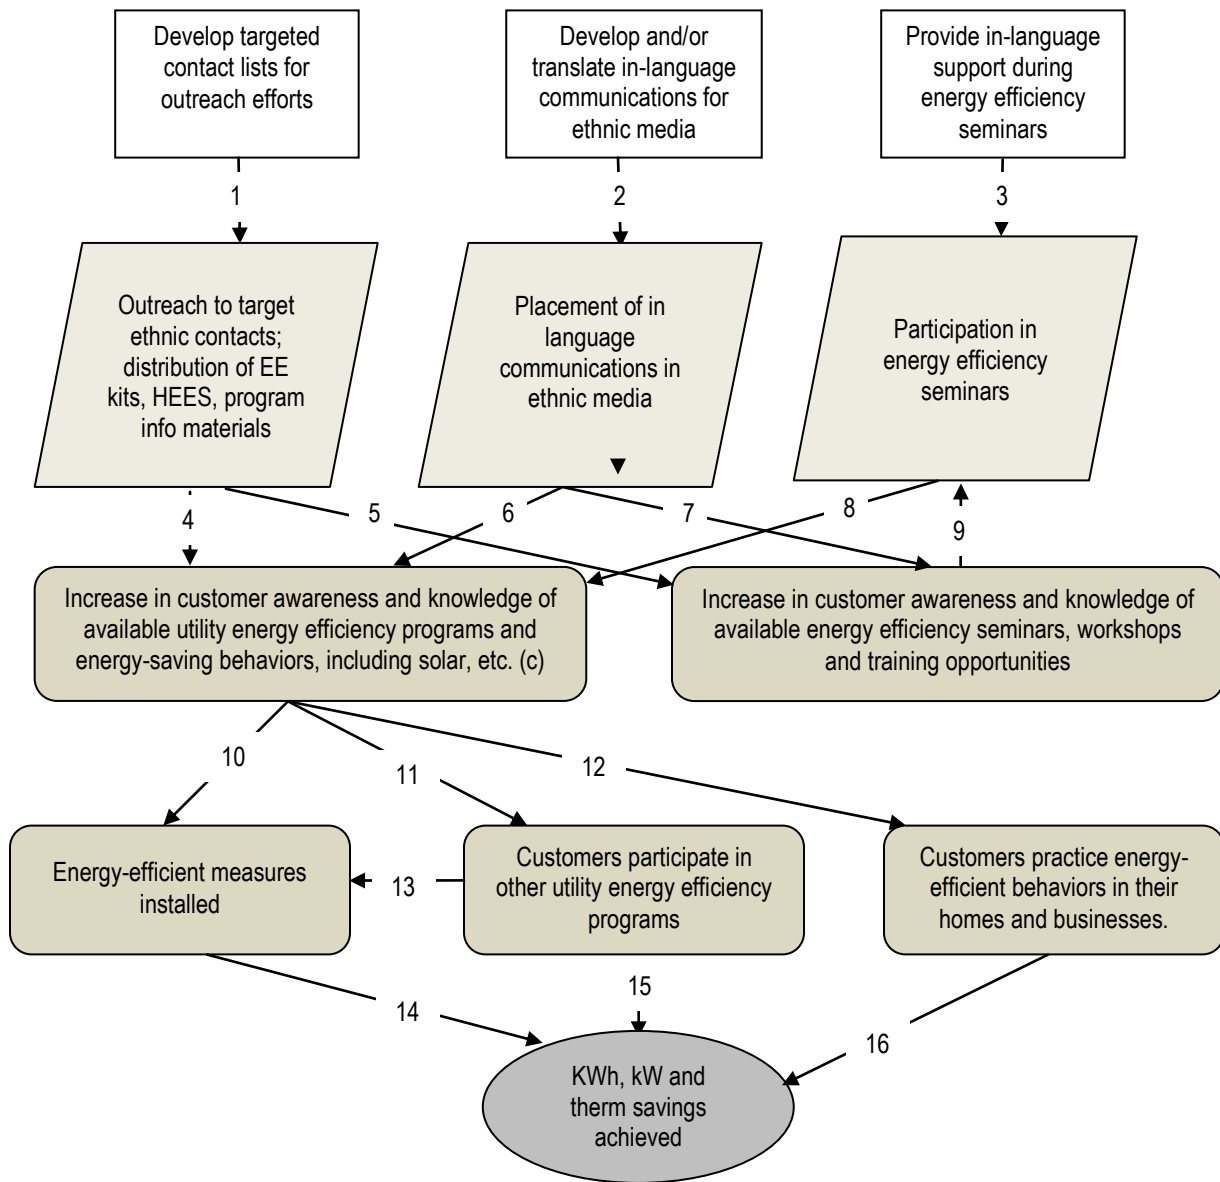 Develop targeted
contact lists for
outreach efforts
Develop and/or
translate in-language
communications for
ethnic media
Provide in-language
support during
energy efficiency
seminars
1
2
3
Outreach to target
ethnic contacts;
distribution of EE
kits, HEES, program
info materials
Placement of in
language
communications in
ethnic media
Participation in
energy efficiency
seminars
4
5
6
7
8
9
Increase in customer awareness and knowledge of
available utility energy efficiency programs and
energy-saving behaviors, including solar, etc. (c)
Increase in customer awareness and knowledge of
available energy efficiency seminars, workshops
and training opportunities
10
11
12
Energy-efficient measures
installed
13
Customers participate in
other utility energy efficiency
programs
Customers practice energy-
efficient behaviors in their
homes and businesses.
14
15
16
KWh, kW and
therm savings
achieved